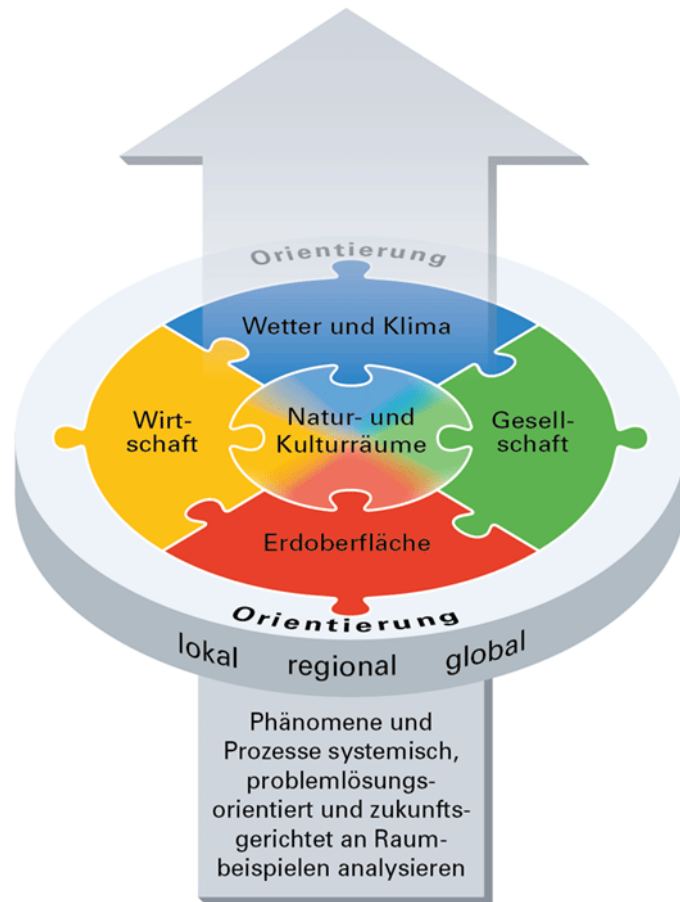 Orientierung
Wetter und Klima
Wirt-
schaft
Natur- und
Kulturräume
Gesell-
schaft
Erdoberfläche
Orientierung
lokal regional global
Phänomene und
Prozesse systemisch,
problemlösungs-
orientiert und zukunfts-
gerichtet an Raum-
beispielen analysieren